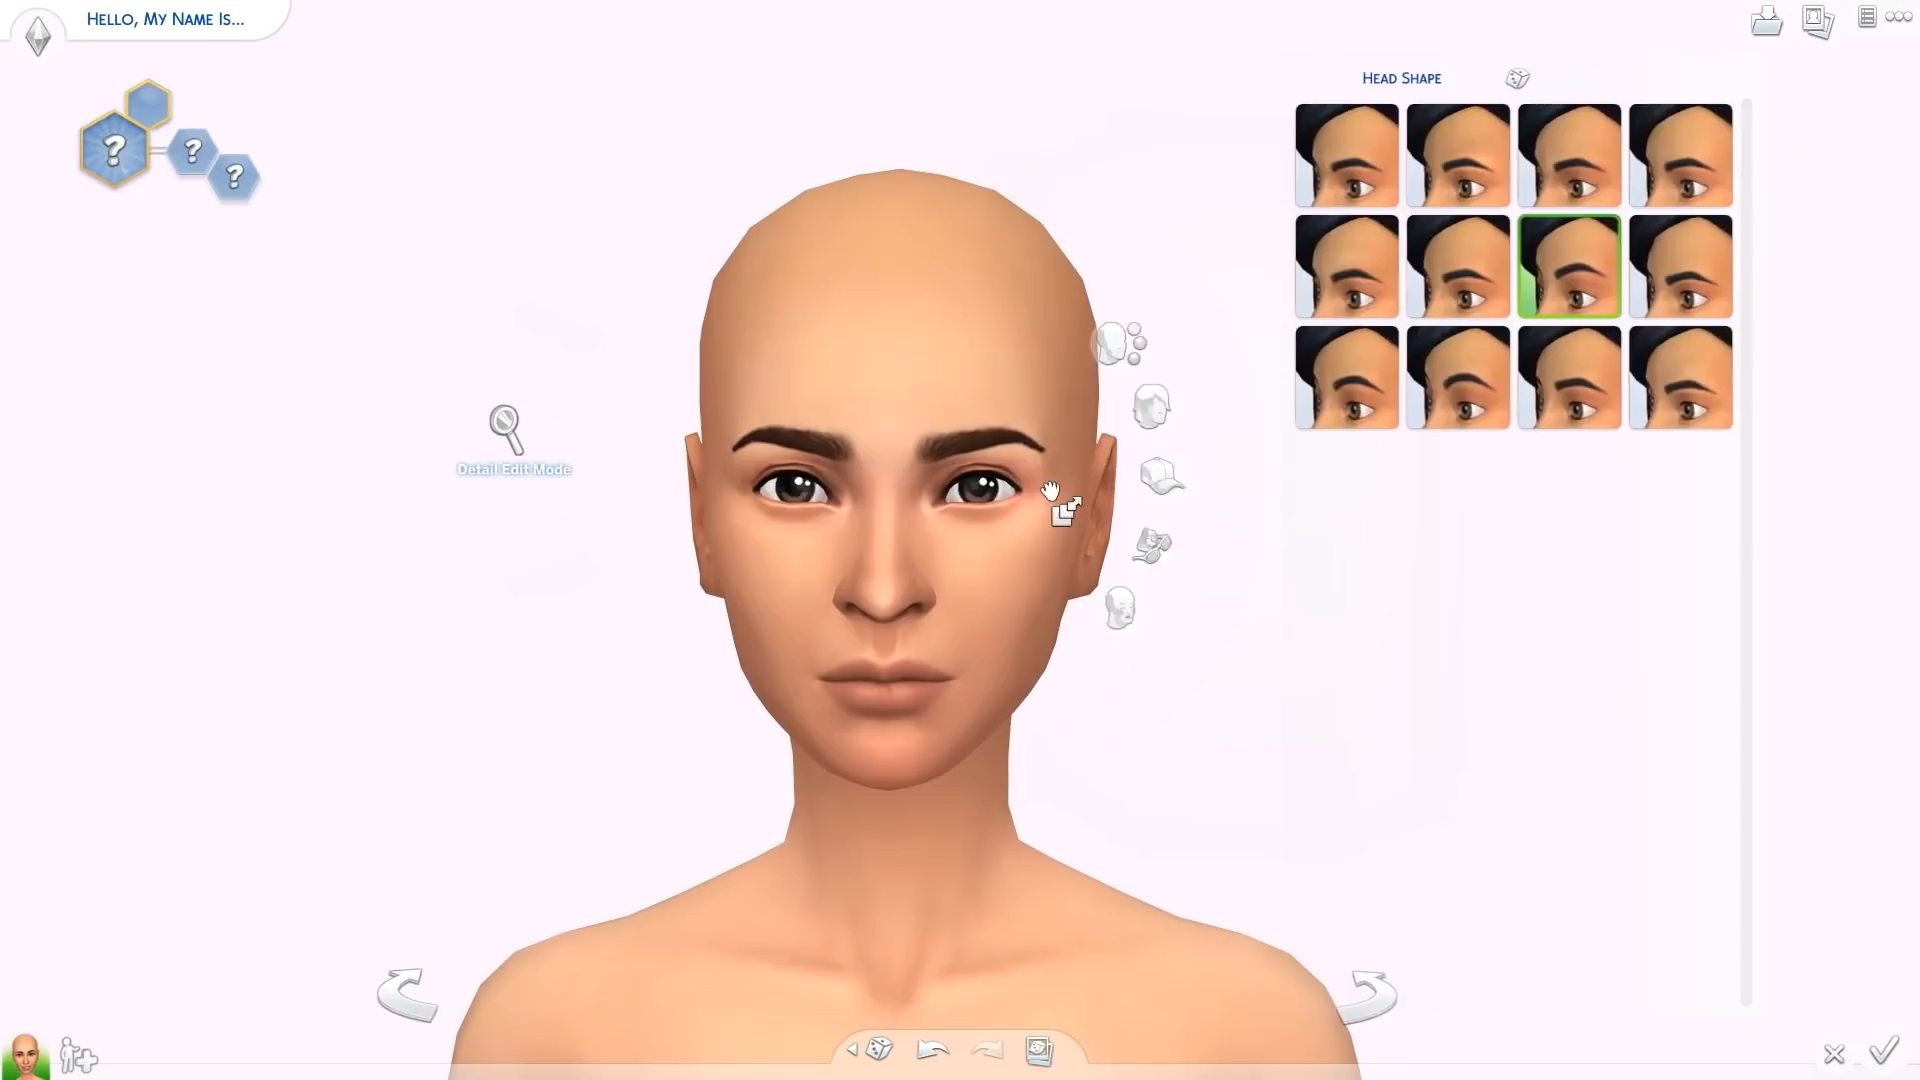 Hello, My Name Is...
Head Shape
?
?
?
Detail Edit Mode